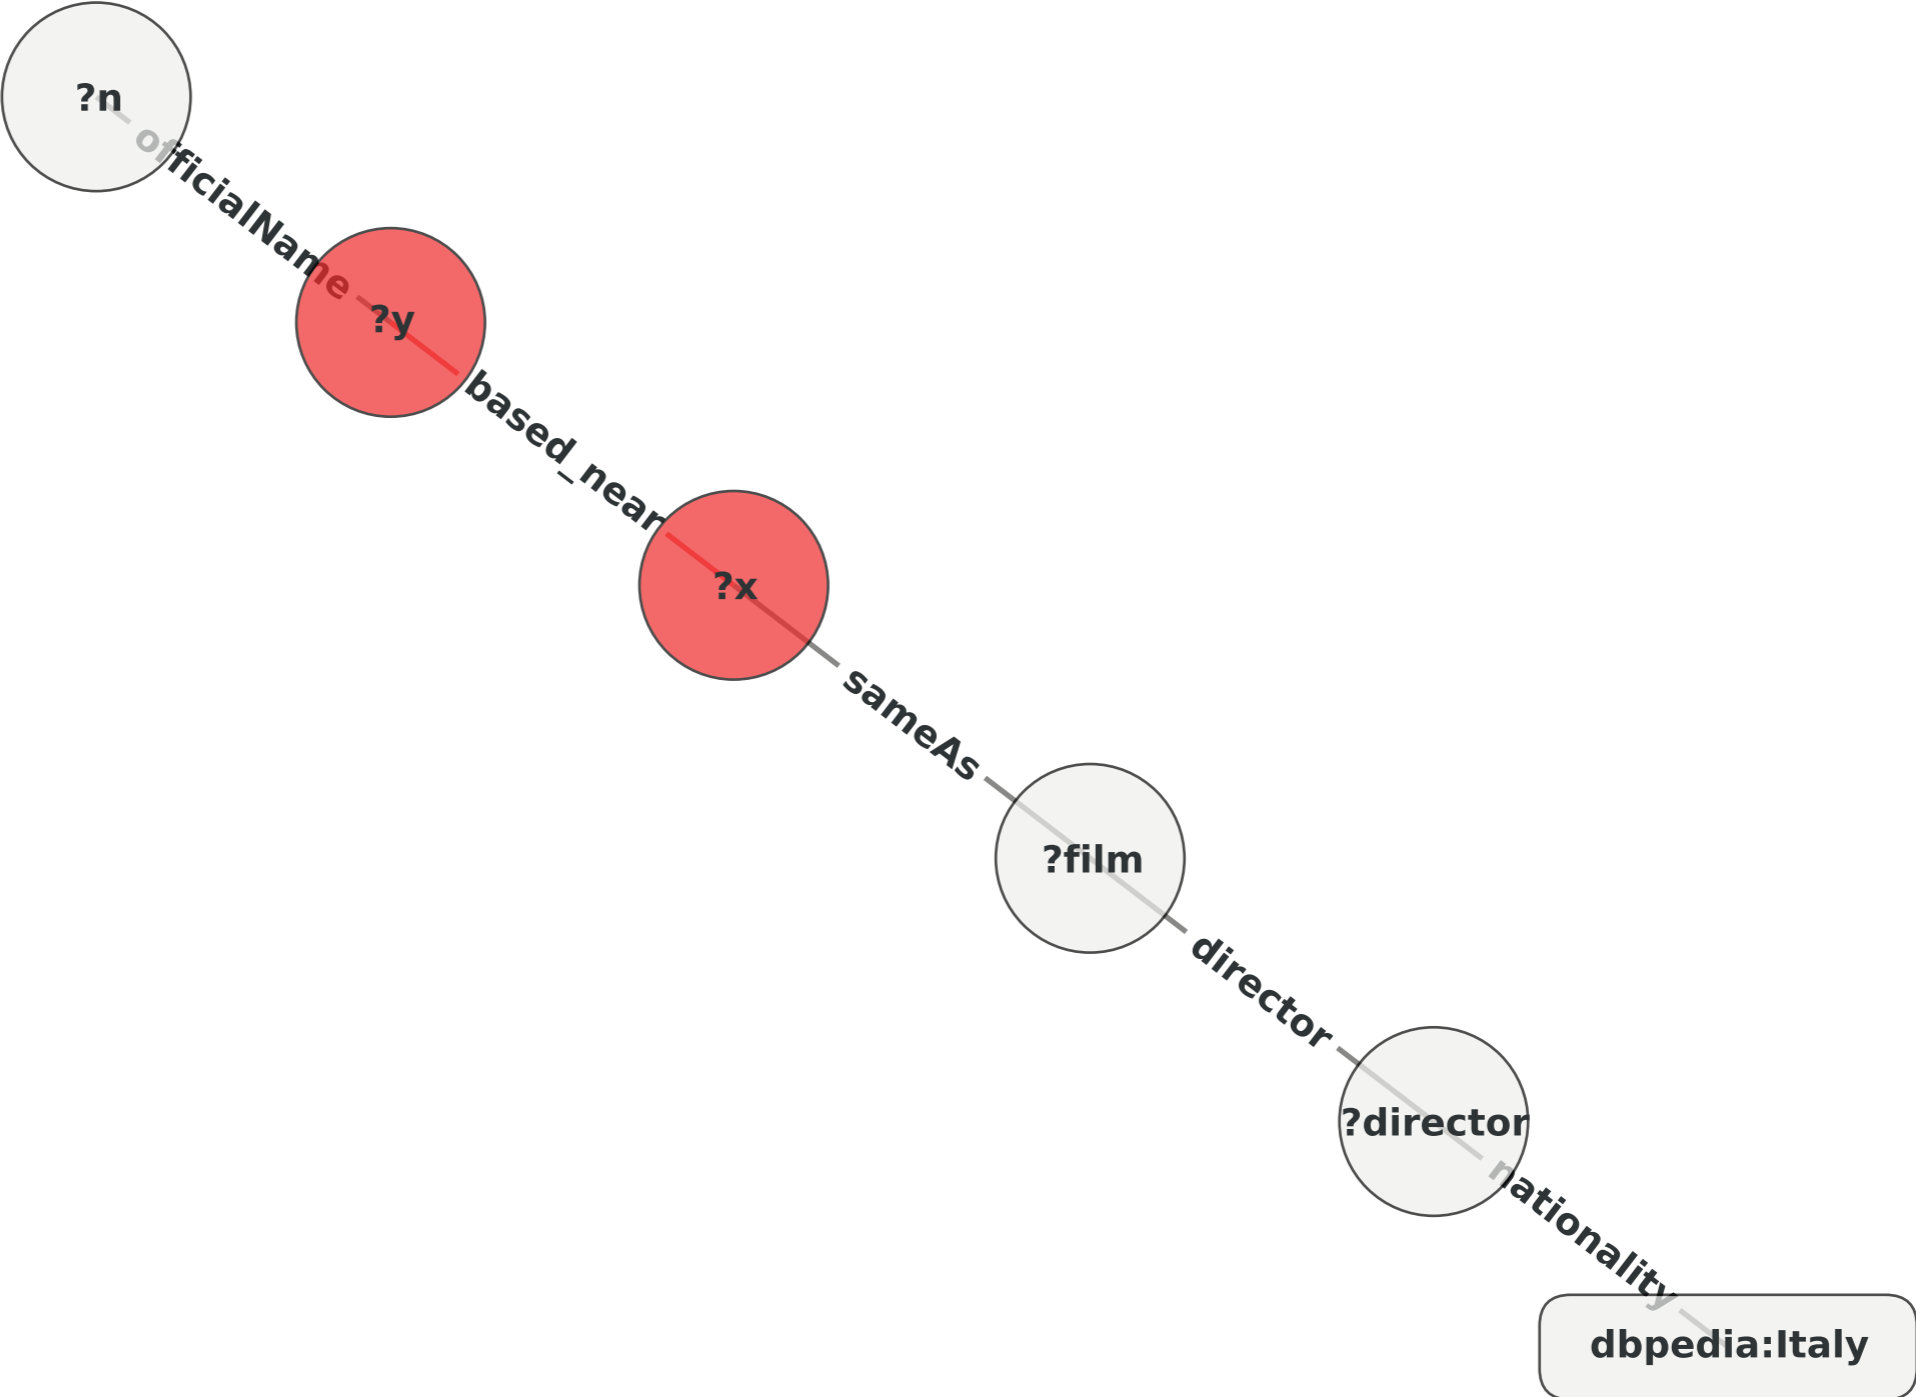 ?n
officialName
?y
based_near
?x
sameAs
?film
director
?director
nationality
dbpedia:Italy